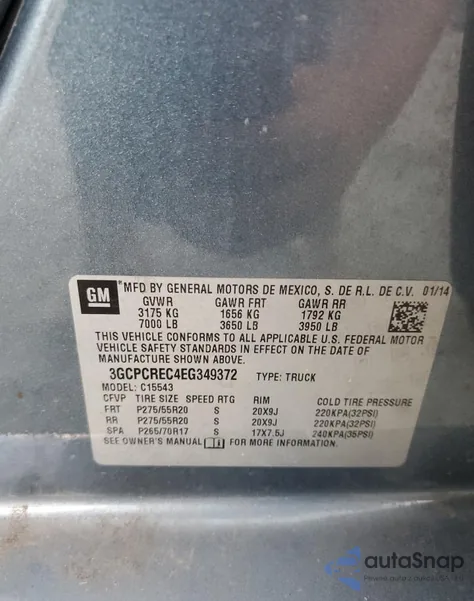 GM
MFD BY GENERAL MOTORS DE MEXICO, S. DE R.L. DE C.V. 01/14
GVWR GAWR FRT GAWR RR
3175 KG 1656 KG 1792 KG
7000 LB 3650 LB 3950 LB
THIS VEHICLE CONFORMS TO ALL APPLICABLE U.S. FEDERAL MOTOR
VEHICLE SAFETY STANDARDS IN EFFECT ON THE DATE OF
MANUFACTURE SHOWN ABOVE.
3GCPCREC4EG349372 TYPE: TRUCK
MODEL: C15543
CFVP TIRE SIZE SPEED RTG RIM COLD TIRE PRESSURE
FRT P275/55R20 S 20X9J 220KPA(32PSI)
RR P275/55R20 S 20X9J 220KPA(32PSI)
SPA P265/70R17 S 17X7.5J 240KPA(35PSI)
SEE OWNER'S MANUAL FOR MORE INFORMATION.
autoSnap